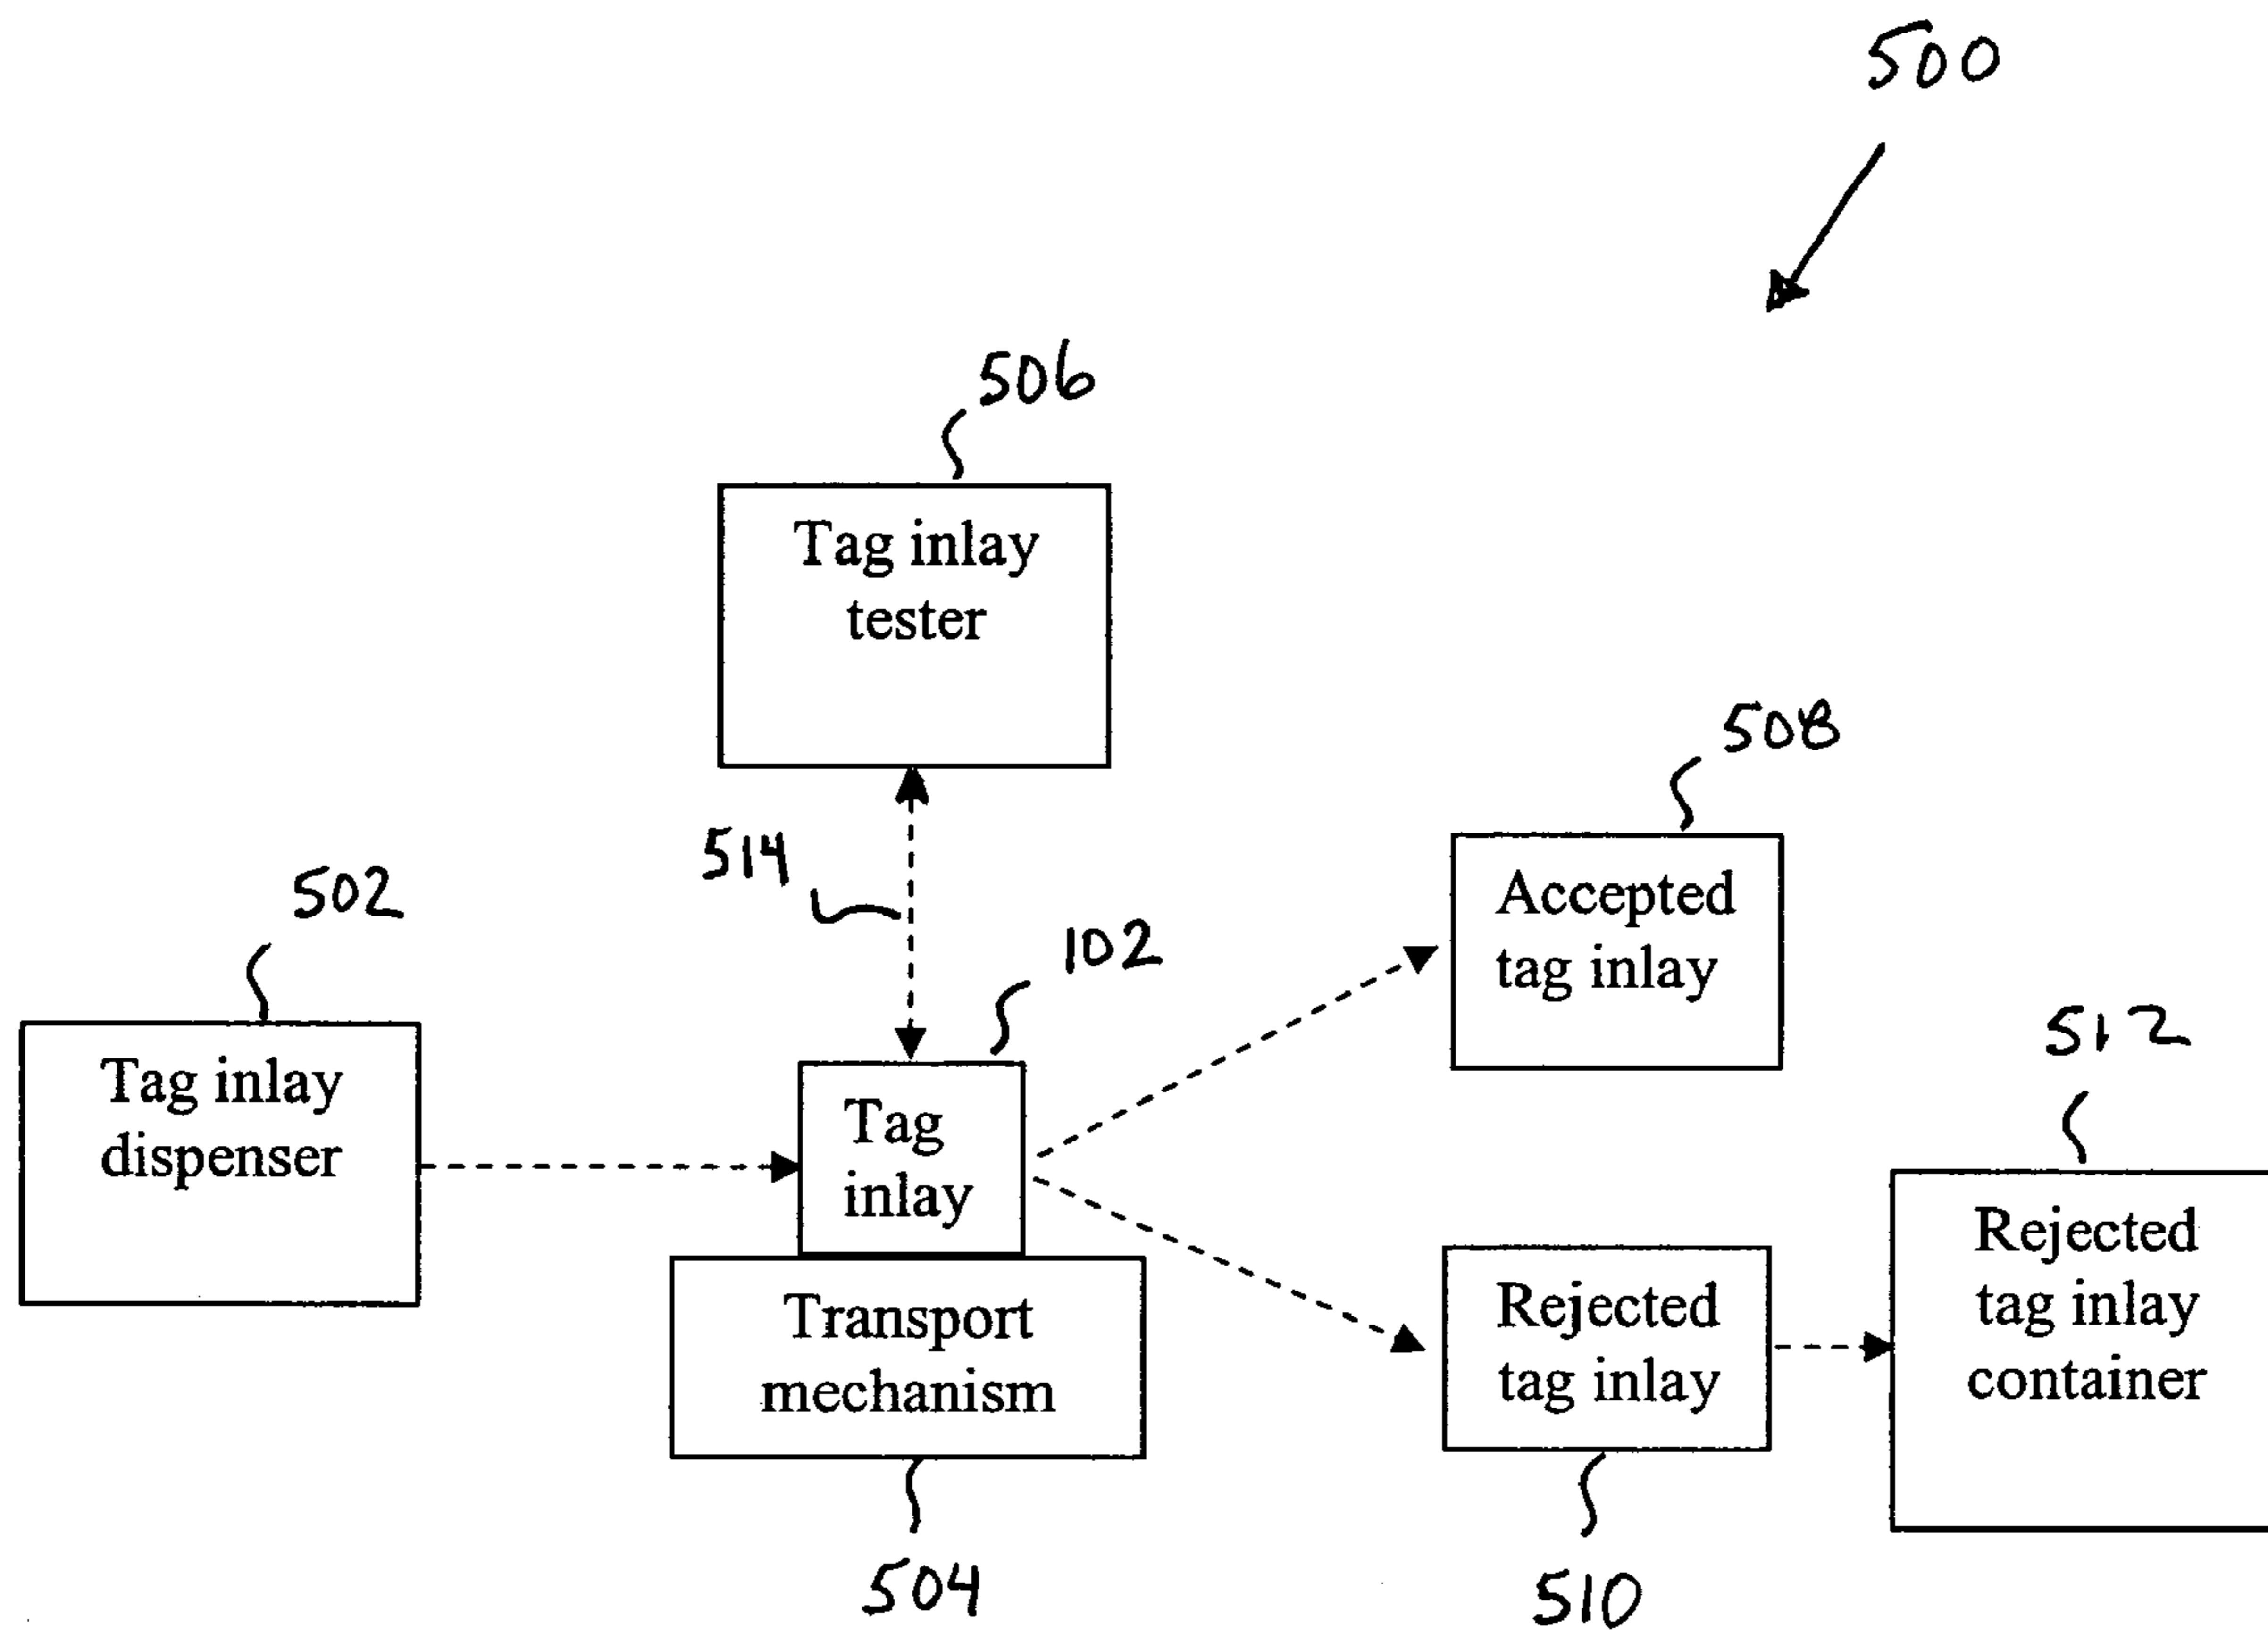 500
506
Tag inlay
tester
514
508
Accepted
tag inlay
502
Tag inlay
dispenser
102
Tag
inlay
Transport
mechanism
504
Rejected
tag inlay
510
512
Rejected
tag inlay
container